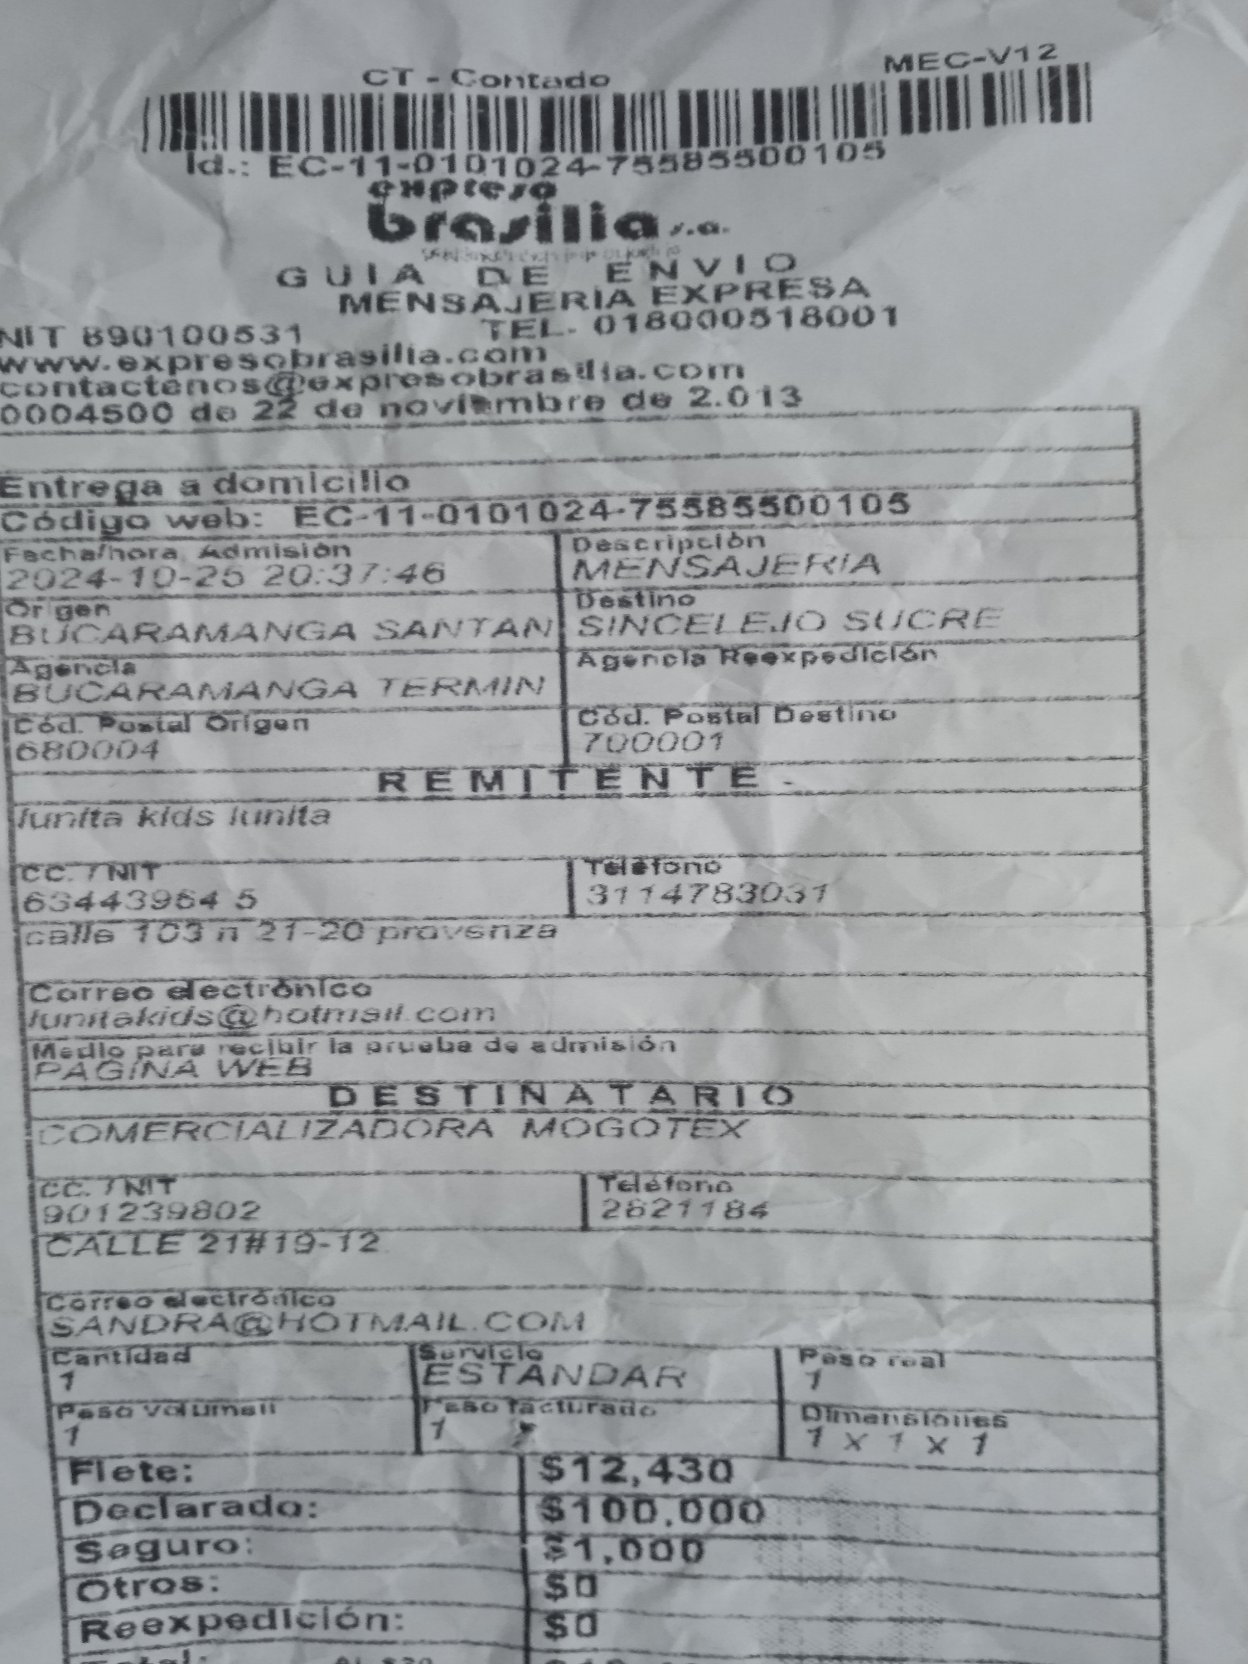 CT - Contado
MEC-V12
Id.: EC-11-0101024-75585500105
expreso
brasilia s.a.
GUIA DE ENVIO
MENSAJERIA EXPRESA
NIT 890100531 TEL. 018000518001
www.expresobrasilia.com
contactenos@expresobrasilia.com
0004500 de 22 de noviembre de 2.013
Entrega a domicilio
Código web: EC-11-0101024-75585500105
Fecha/hora. Admisión Descripción
2024-10-25 20:37:46 MENSAJERIA
Origen Destino
BUCARAMANGA SANTAN SINCELEJO SUCRE
Agencia Agencia Reexpedición
BUCARAMANGA TERMIN
Cód. Postal Origen Cód. Postal Destino
680004 700001
REMITENTE
lunita kids lunita
CC. / NIT Teléfono
63443964 5 3114783031
calle 103 n 21-20 provenza
Correo electrónico
lunitakids@hotmail.com
Medio para recibir la prueba de admisión
PAGINA WEB
DESTINATARIO
COMERCIALIZADORA MOGOTEX
CC. / NIT Teléfono
901239802 2821184
CALLE 21#19-12
Correo electrónico
SANDRA@HOTMAIL.COM
Cantidad Servicio Peso real
1 ESTANDAR 1
Peso Peso facturado Dimensiones
1 1 1 x 1 x 1
Flete: $12,430
Declarado: $100,000
Seguro: $1,000
Otros: $0
Reexpedición: $0
Total: